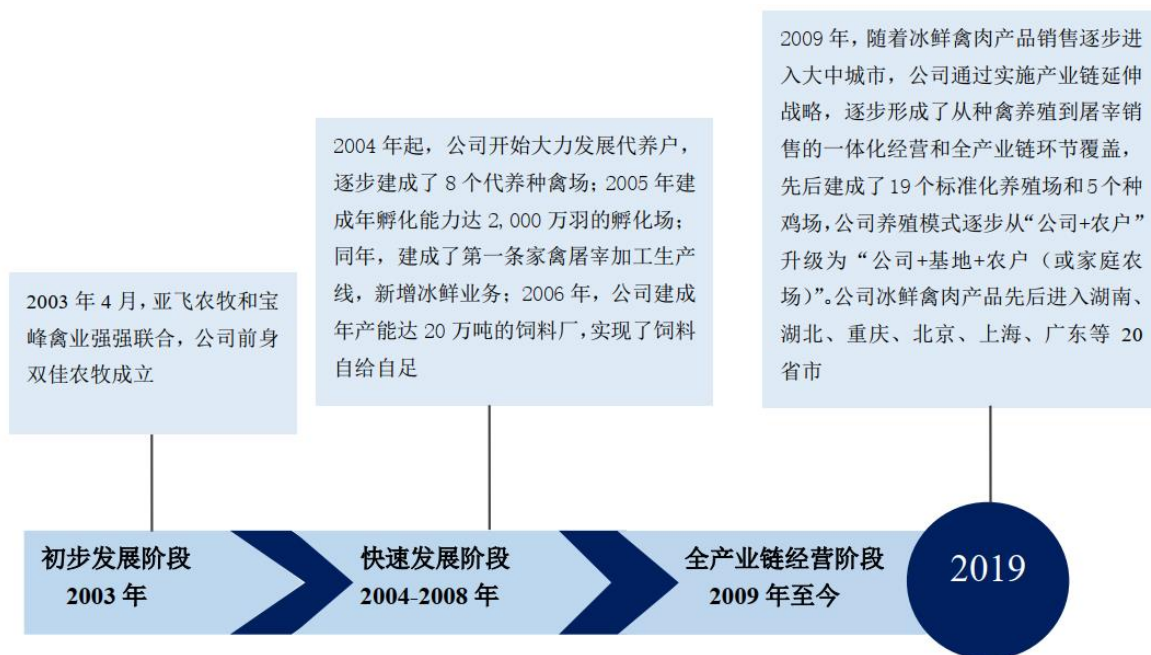 2003 年 4 月，亚飞农牧和宝
峰禽业强强联合，公司前身
双佳农牧成立
2004 年起，公司开始大力发展代养户，
逐步建成了 8 个代养种禽场；2005 年建
成年孵化能力达 2,000 万羽的孵化场；
同年，建成了第一条家禽屠宰加工生产
线，新增冰鲜业务；2006 年，公司建成
年产能达 20 万吨的饲料厂，实现了饲料
自给自足
2009 年，随着冰鲜禽肉产品销售逐步进
入大中城市，公司通过实施产业链延伸
战略，逐步形成了从种禽养殖到屠宰销
售的一体化经营和全产业链环节覆盖，
先后建成了 19 个标准化养殖场和 5 个种
鸡场，公司养殖模式逐步从“公司+农户”
升级为“公司+基地+农户（或家庭农
场）”。公司冰鲜禽肉产品先后进入湖南、
湖北、重庆、北京、上海、广东等 20
省市
初步发展阶段
2003 年
快速发展阶段
2004-2008 年
全产业链经营阶段
2009 年至今
2019